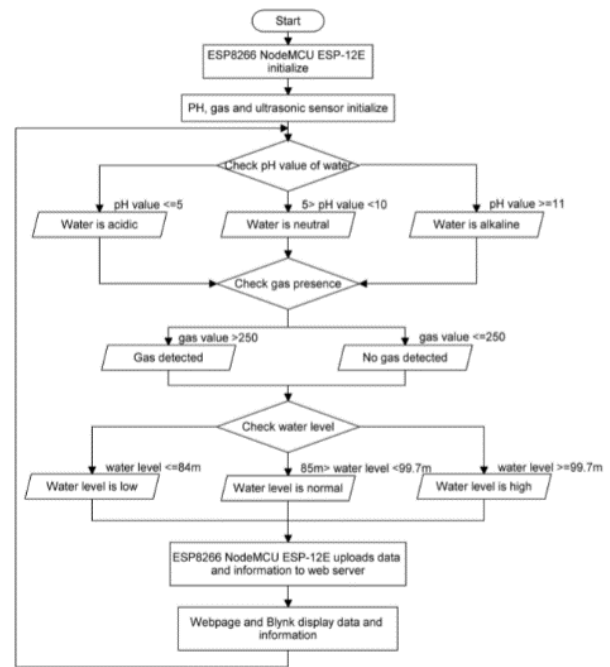 Start
ESP8266 NodeMCU ESP-12E
initialize
PH, gas and ultrasonic sensor initialize
Check pH value of water
pH value <=5
5> pH value <10
pH value >=11
Water is acidic
Water is neutral
Water is alkaline
Check gas presence
gas value >250
gas value <=250
Gas detected
No gas detected
Check water level
water level <=84m
85m> water level <99.7m
water level >=99.7m
Water level is low
Water level is normal
Water level is high
ESP8266 NodeMCU ESP-12E uploads data
and information to web server
Webpage and Blynk display data and
information